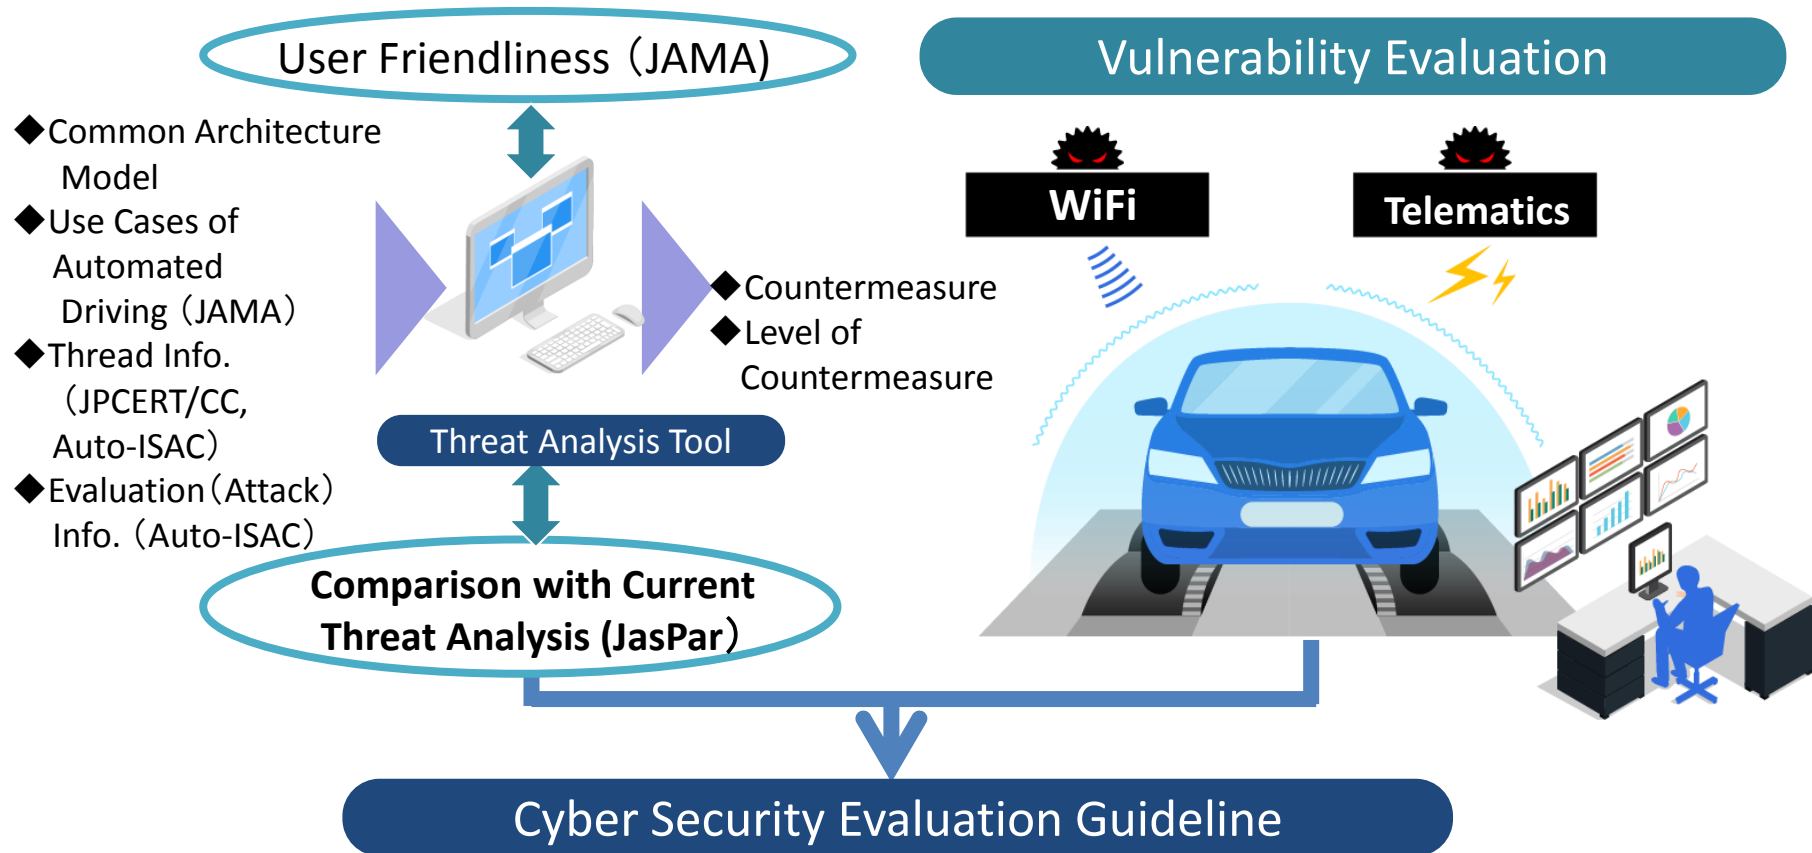 User Friendliness（JAMA)
◆Common Architecture
Model
◆Use Cases of
Automated
Driving（JAMA）
◆Thread Info.
（JPCERT/CC,
Auto-ISAC）
◆Evaluation（Attack）
Info.（Auto-ISAC）
◆Countermeasure
◆Level of
Countermeasure
Threat Analysis Tool
Comparison with Current
Threat Analysis (JasPar）
Vulnerability Evaluation
WiFi
Telematics
Cyber Security Evaluation Guideline